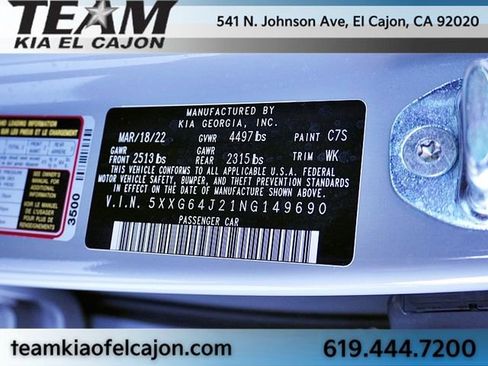 TEAM
KIA EL CAJON
541 N. Johnson Ave, El Cajon, CA 92020
MANUFACTURED BY
KIA GEORGIA, INC.
MAR/18/22 GVWR 4497lbs PAINT C7S
GAWR FRONT 2513lbs GAWR REAR 2315lbs TRIM WK
THIS VEHICLE CONFORMS TO ALL APPLICABLE U.S.A. FEDERAL
MOTOR VEHICLE SAFETY, BUMPER, AND THEFT PREVENTION STANDARDS
IN EFFECT ON THE DATE OF MANUFACTURE SHOWN ABOVE.
V.I.N. 5XXG64J21NG149690
PASSENGER CAR
3500
teamkiaofelcajon.com
619.444.7200